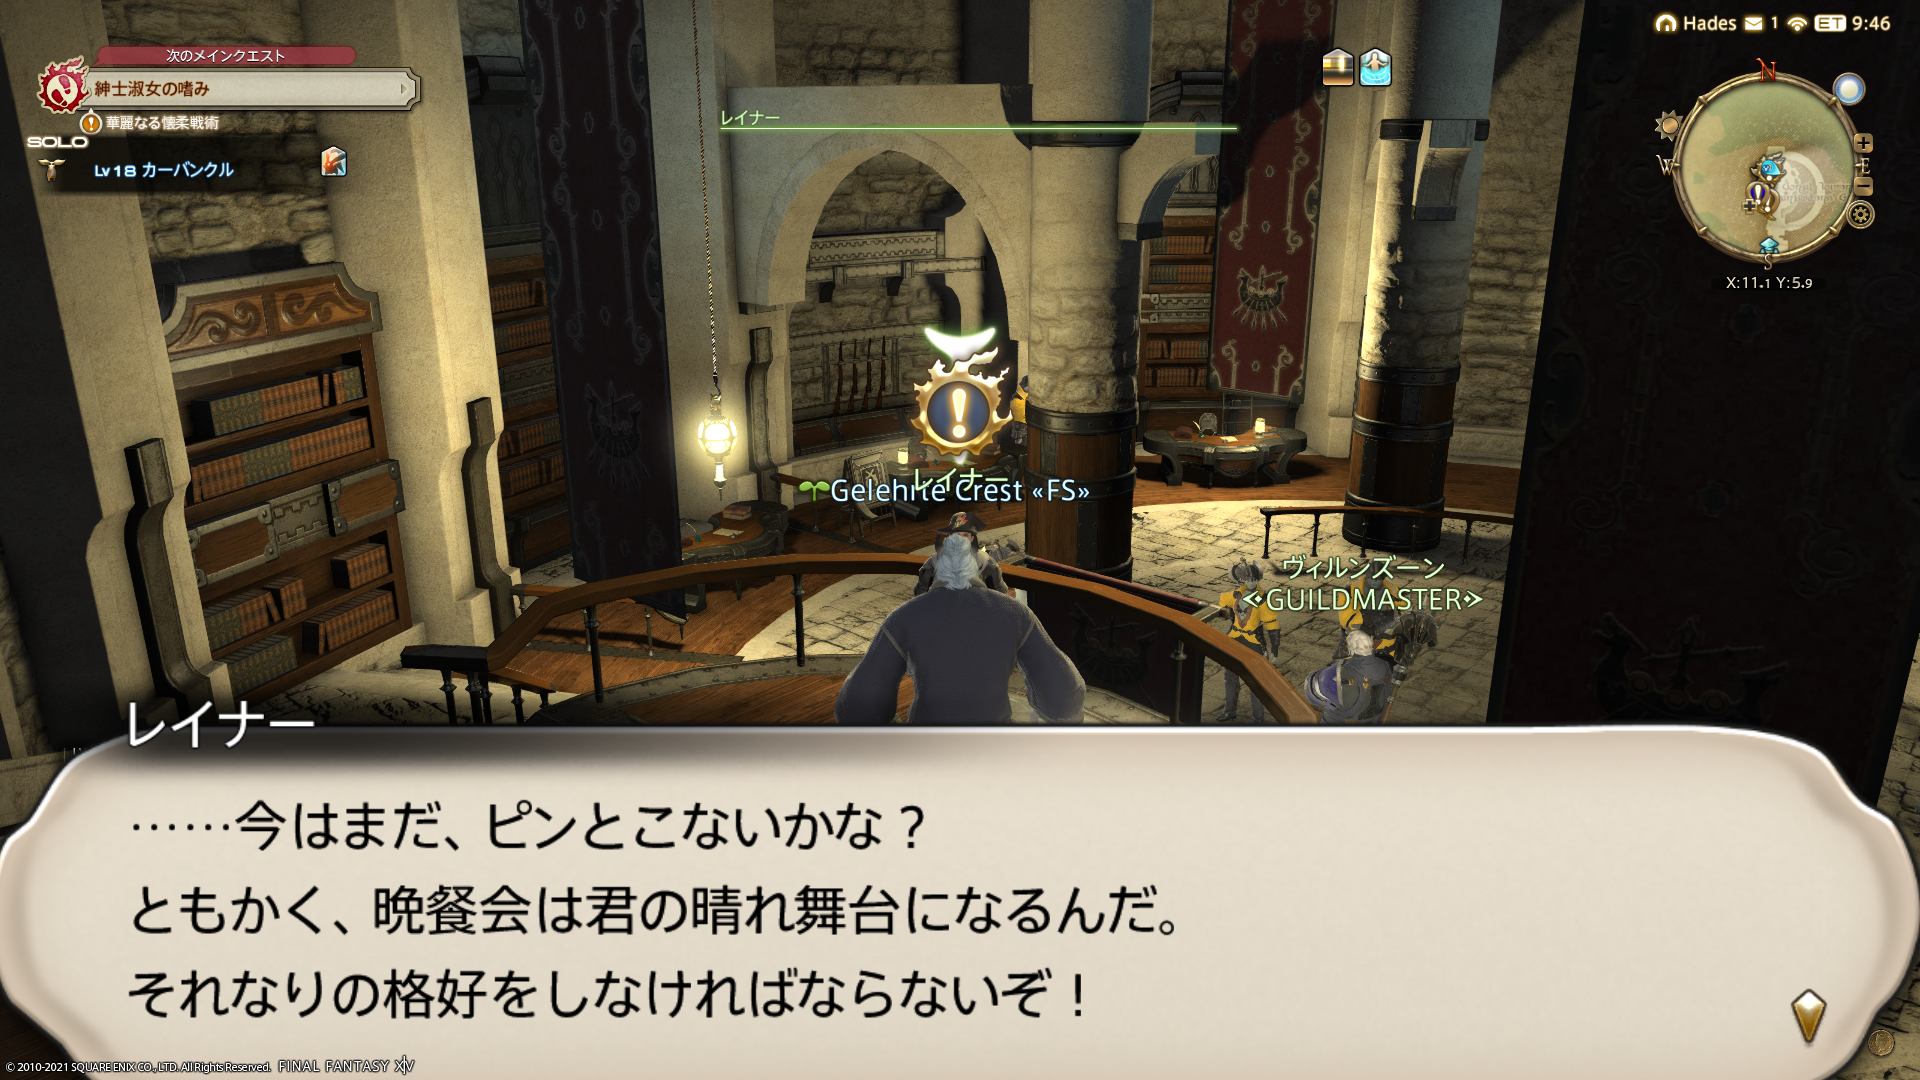 Hades 1 ET 9:46
次のメインクエスト
紳士淑女の嗜み
華麗なる懐柔戦術
SOLO
Lv18 カーバンクル
レイナー
N
W
E
S
X:11.1 Y:5.9
レイナー
Gelehrte Crest «FS»
ヴィルンズーン
GUILDMASTER
レイナー
……今はまだ、ピンとこないかな？
ともかく、晩餐会は君の晴れ舞台になるんだ。
それなりの格好をしなければならないぞ！
© 2010-2021 SQUARE ENIX CO., LTD. All Rights Reserved. FINAL FANTASY XIV